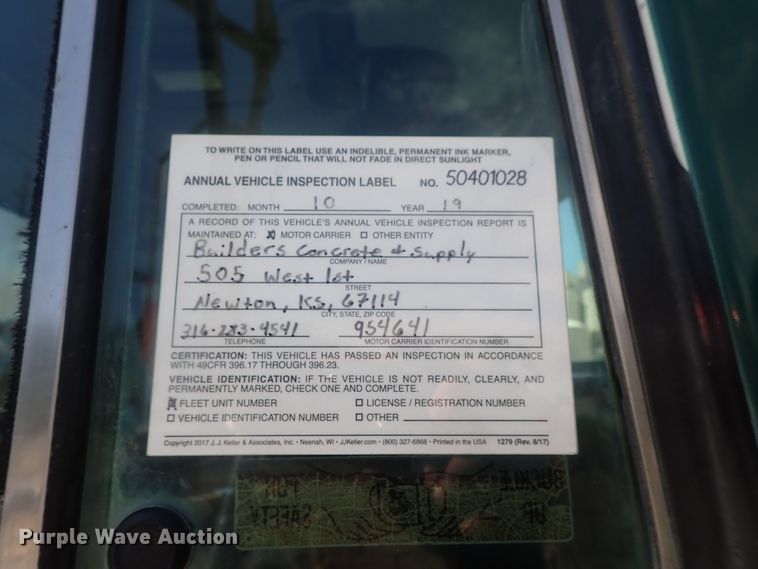 TO WRITE ON THIS LABEL USE AN INDELIBLE, PERMANENT INK MARKER,
PEN OR PENCIL THAT WILL NOT FADE IN DIRECT SUNLIGHT
ANNUAL VEHICLE INSPECTION LABEL NO. 50401028
COMPLETED: MONTH 10 YEAR 19
A RECORD OF THIS VEHICLE'S ANNUAL VEHICLE INSPECTION REPORT IS
MAINTAINED AT: ☒ MOTOR CARRIER ☐ OTHER ENTITY
Builders Concrete & Supply
COMPANY NAME
505 West 1st
STREET
Newton, KS, 67114
CITY, STATE, ZIP CODE
316-283-4541 954641
TELEPHONE MOTOR CARRIER IDENTIFICATION NUMBER
CERTIFICATION: THIS VEHICLE HAS PASSED AN INSPECTION IN ACCORDANCE
WITH 49CFR 396.17 THROUGH 396.23.
VEHICLE IDENTIFICATION: IF THE VEHICLE IS NOT READILY, CLEARLY, AND
PERMANENTLY MARKED, CHECK ONE AND COMPLETE.
☒ FLEET UNIT NUMBER ☐ LICENSE / REGISTRATION NUMBER
☐ VEHICLE IDENTIFICATION NUMBER ☐ OTHER
Copyright 2017 J. J. Keller & Associates, Inc. • Neenah, WI • JJKeller.com • (800) 327-6868 • Printed in the USA 1279 (Rev. 8/17)
BUCKLE UP
FOR SAFETY
Purple Wave Auction